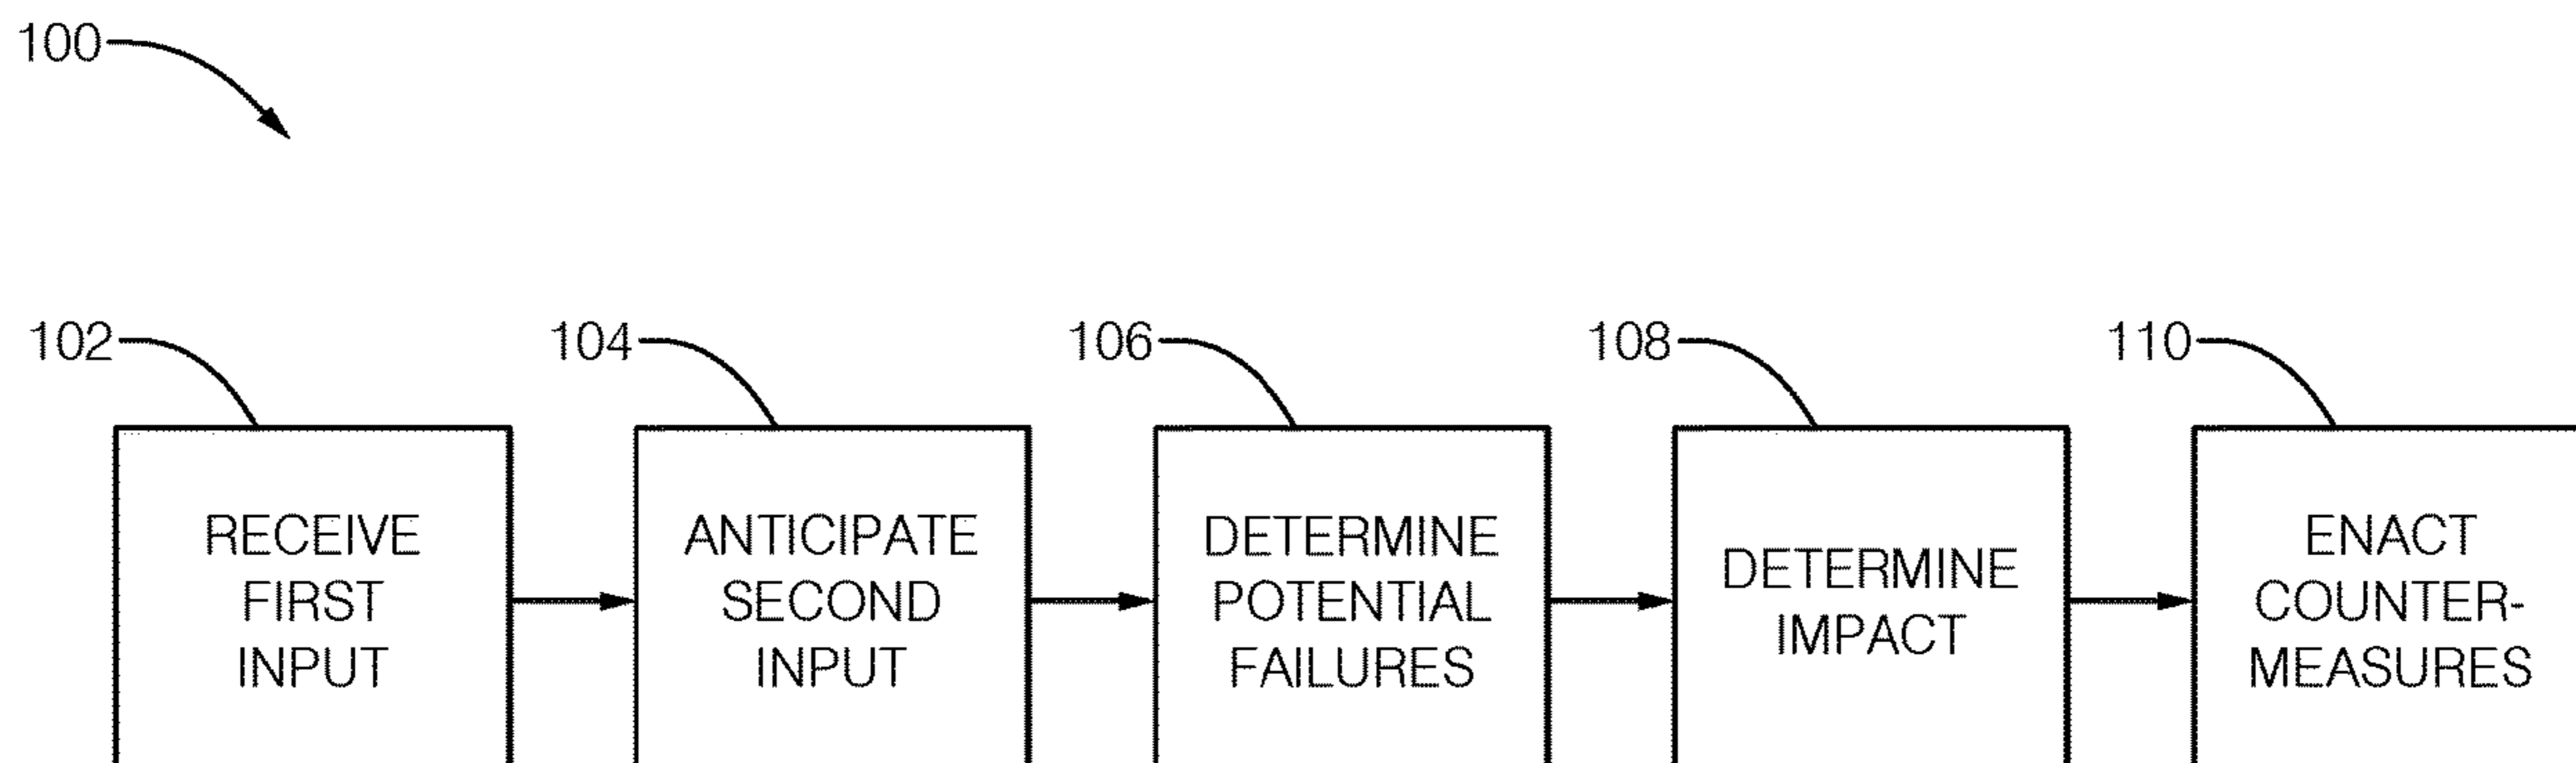 100
102
104
106
108
110
RECEIVE
FIRST
INPUT
ANTICIPATE
SECOND
INPUT
DETERMINE
POTENTIAL
FAILURES
DETERMINE
IMPACT
ENACT
COUNTER-
MEASURES